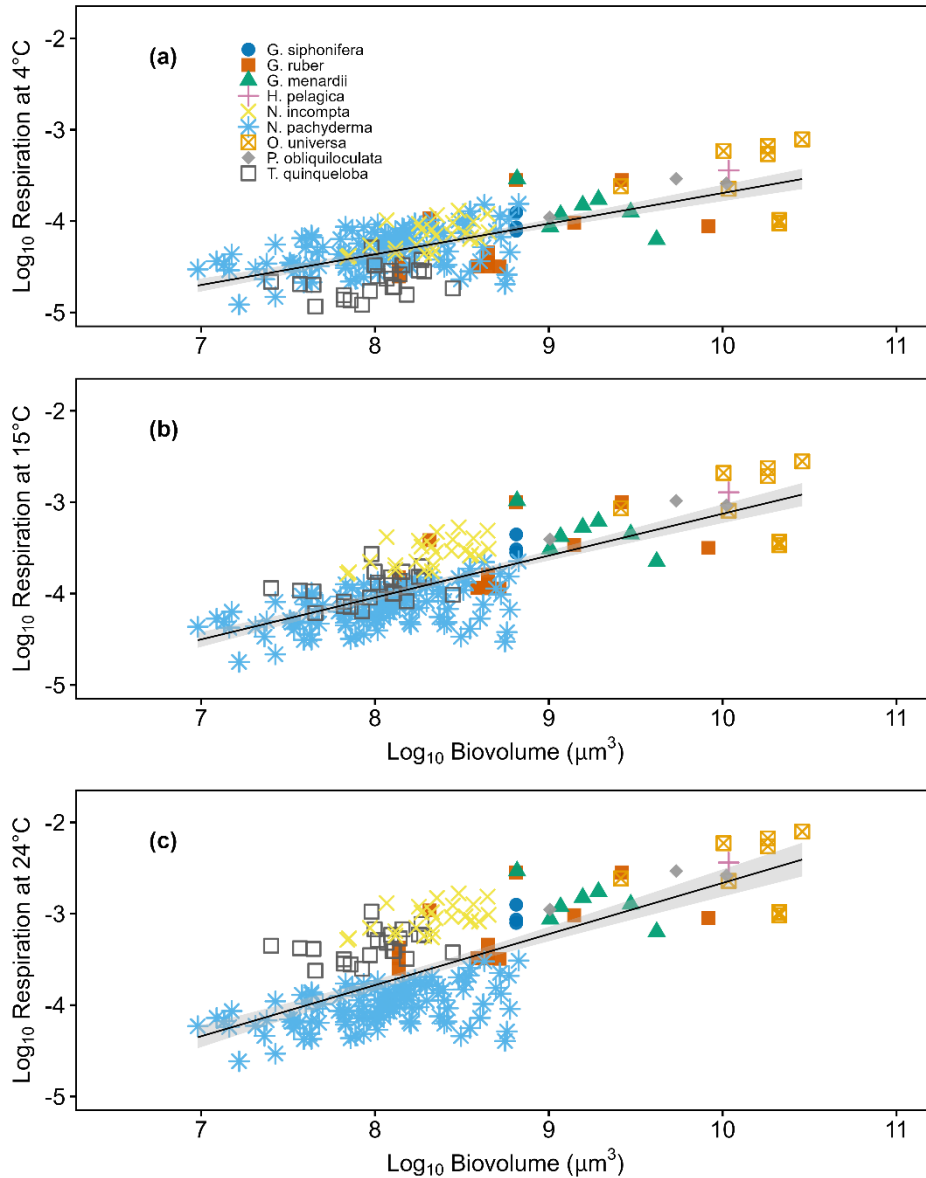 (a)
G. siphonifera
G. ruber
G. menardii
H. pelagica
N. incompta
N. pachyderma
O. universa
P. obliquiloculata
T. quinqueloba
Log₁₀ Respiration at 4°C
-2
-3
-4
-5
7 8 9 10 11
(b)
Log₁₀ Respiration at 15°C
-2
-3
-4
-5
7 8 9 10 11
Log₁₀ Biovolume (µm³)
(c)
Log₁₀ Respiration at 24°C
-2
-3
-4
-5
7 8 9 10 11
Log₁₀ Biovolume (µm³)